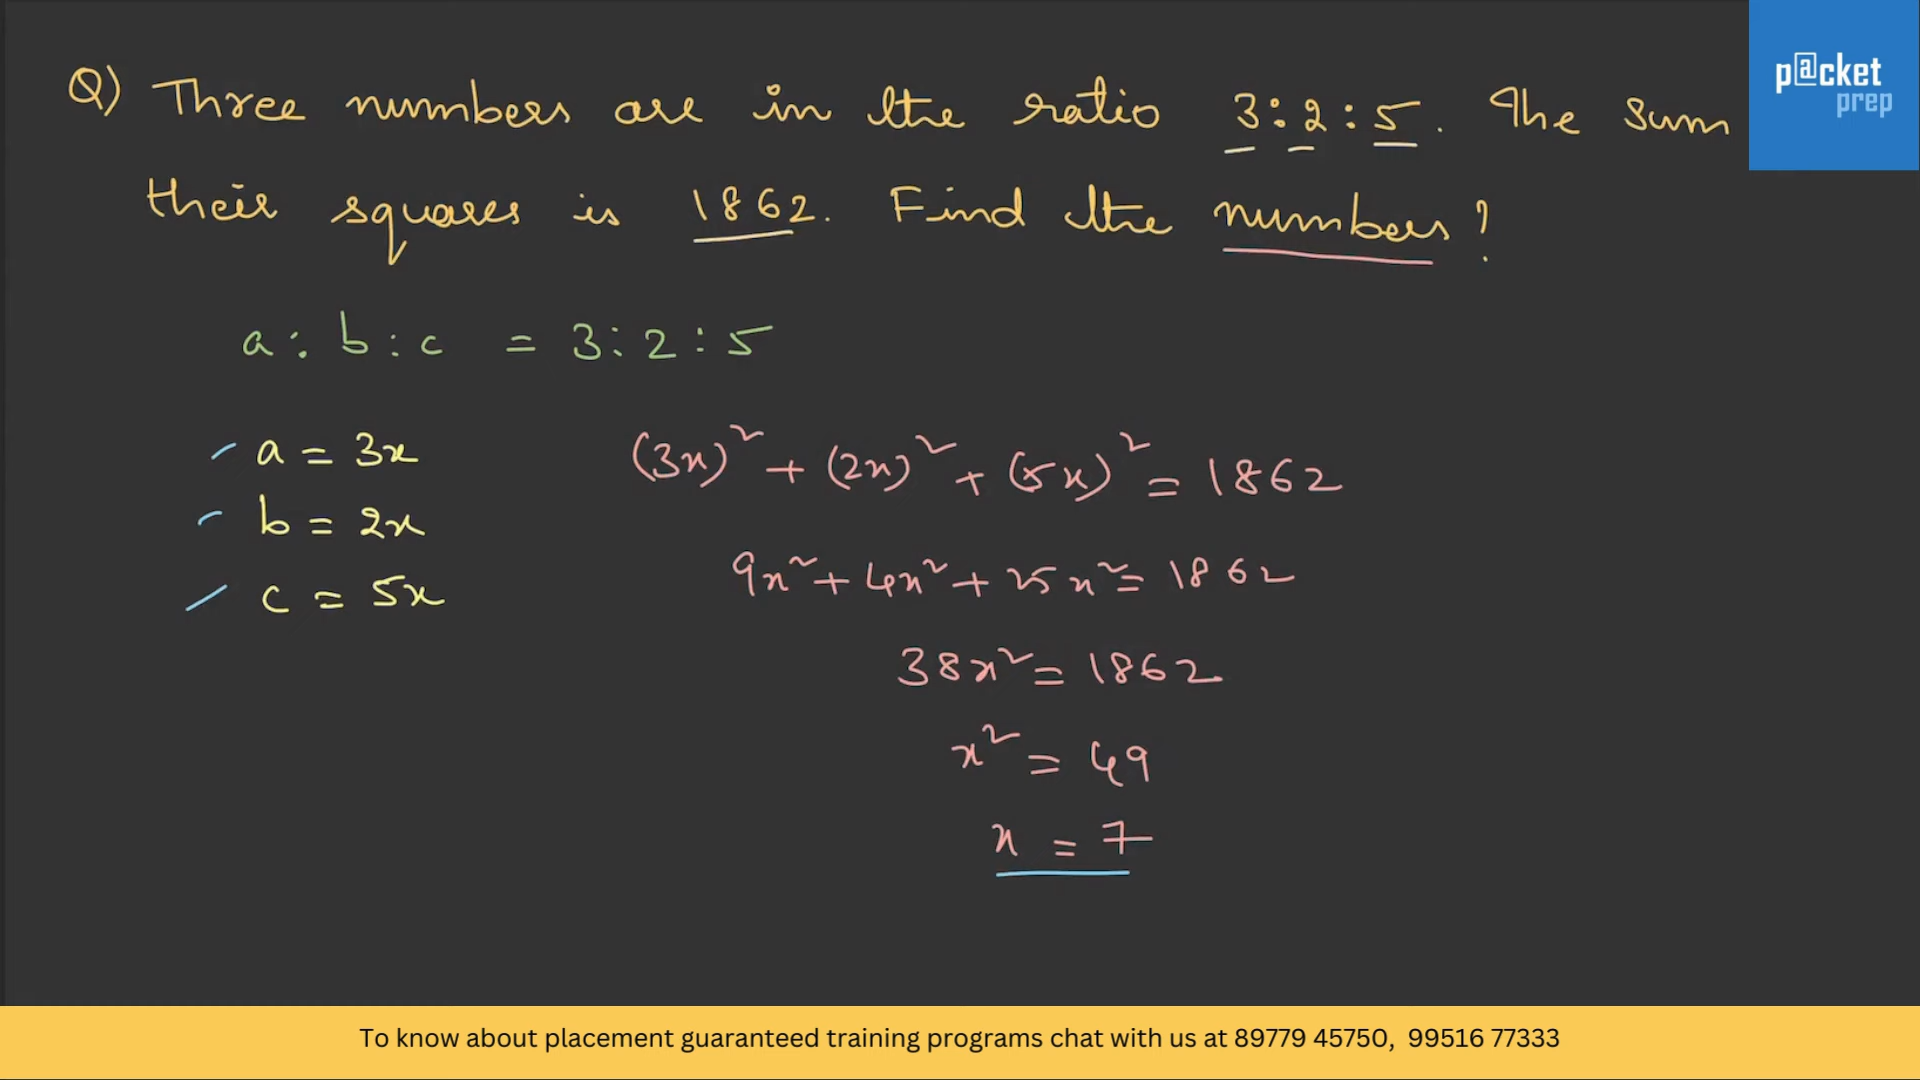 p@cket
prep
Q) Three numbers are in the ratio 3:2:5. The sum
their squares is 1862. Find the numbers?
a : b : c = 3 : 2 : 5
a = 3x
b = 2x
c = 5x
(3x)² + (2x)² + (5x)² = 1862
9x² + 4x² + 25x² = 1862
38x² = 1862
x² = 49
x = 7
To know about placement guaranteed training programs chat with us at 89779 45750, 99516 77333